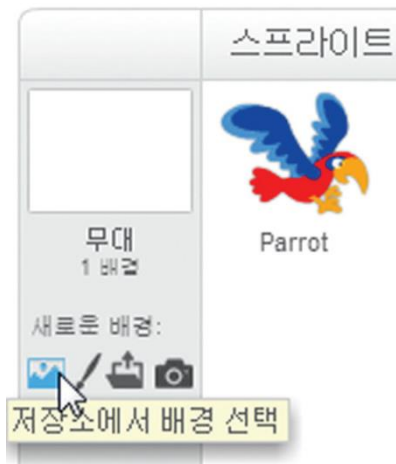 스프라이트
무대
1 배경
Parrot
새로운 배경:
저장소에서 배경 선택